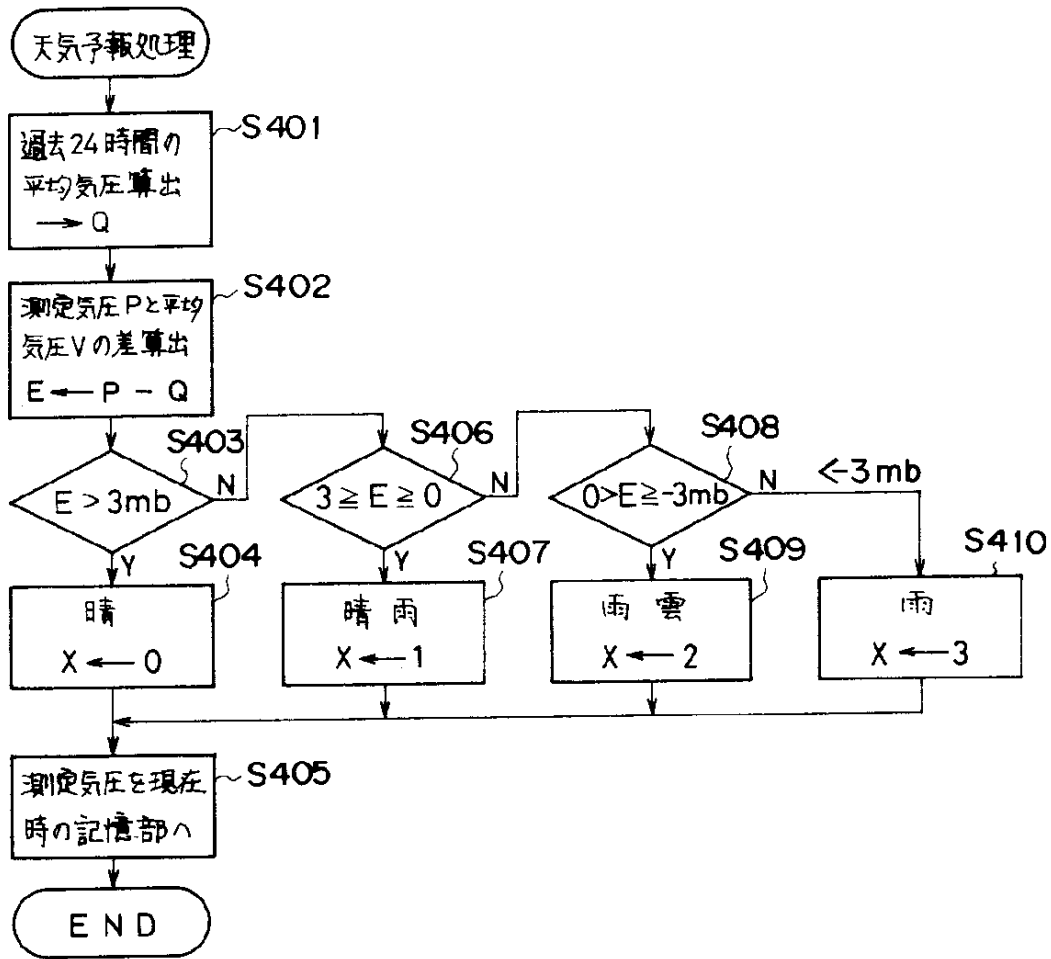 天気予報処理
S401
過去24時間の
平均気圧算出
→ Q
S402
測定気圧Pと平均
気圧Vの差算出
E ← P - Q
S403
E > 3mb
N
Y
S406
3 ≧ E ≧ 0
N
Y
S408
0>E≧-3mb
N
Y
<-3mb
S404
晴
X ← 0
S407
晴雨
X ← 1
S409
雨雲
X ← 2
S410
雨
X ← 3
S405
測定気圧を現在
時の記憶部へ
END